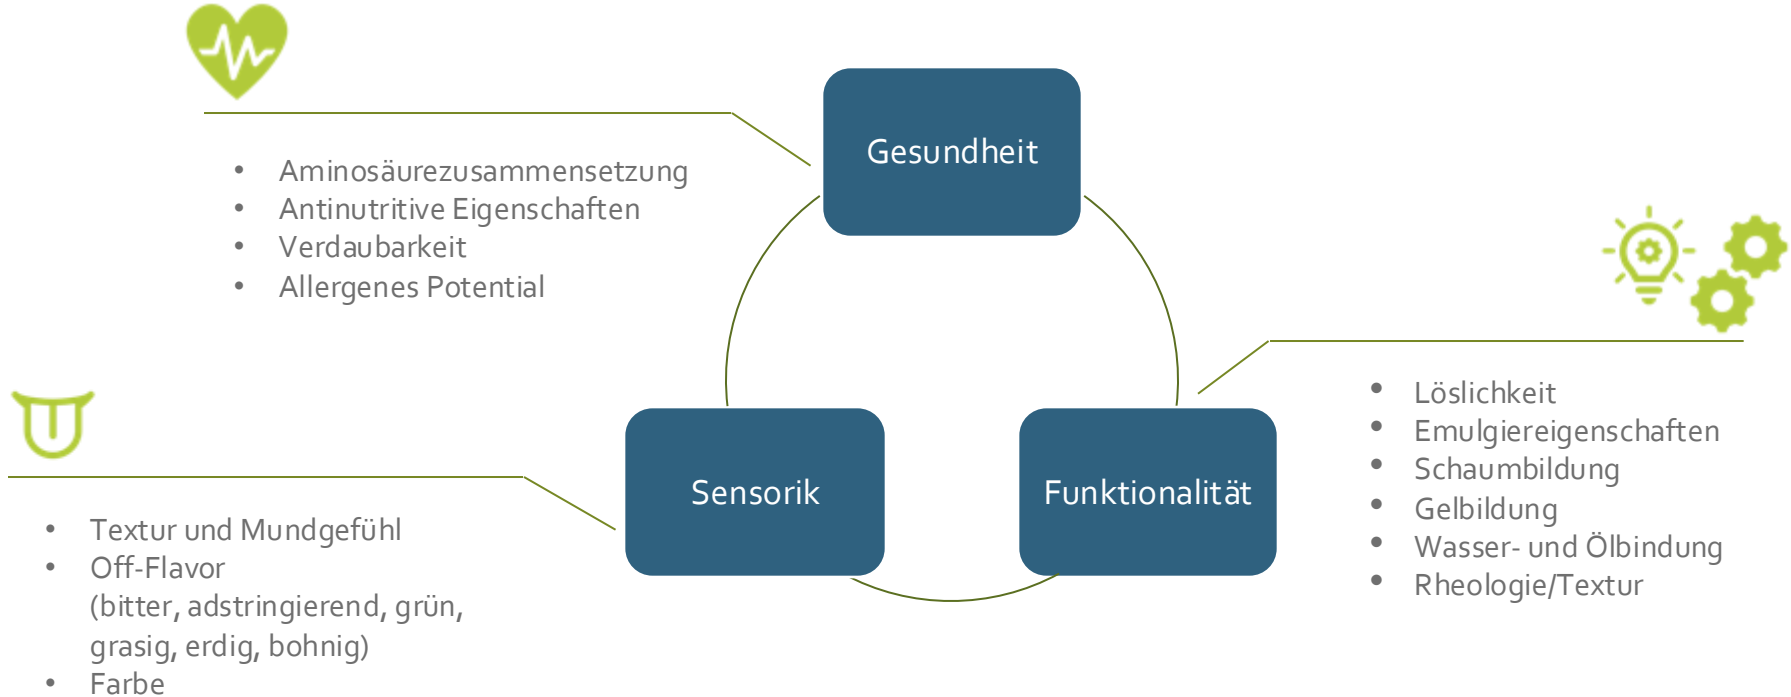 Gesundheit
• Aminosäurezusammensetzung
• Antinutritive Eigenschaften
• Verdaubarkeit
• Allergenes Potential
Sensorik
• Textur und Mundgefühl
• Off-Flavor
(bitter, adstringierend, grün,
grasig, erdig, bohnig)
• Farbe
Funktionalität
• Löslichkeit
• Emulgiereigenschaften
• Schaumbildung
• Gelbildung
• Wasser- und Ölbindung
• Rheologie/Textur